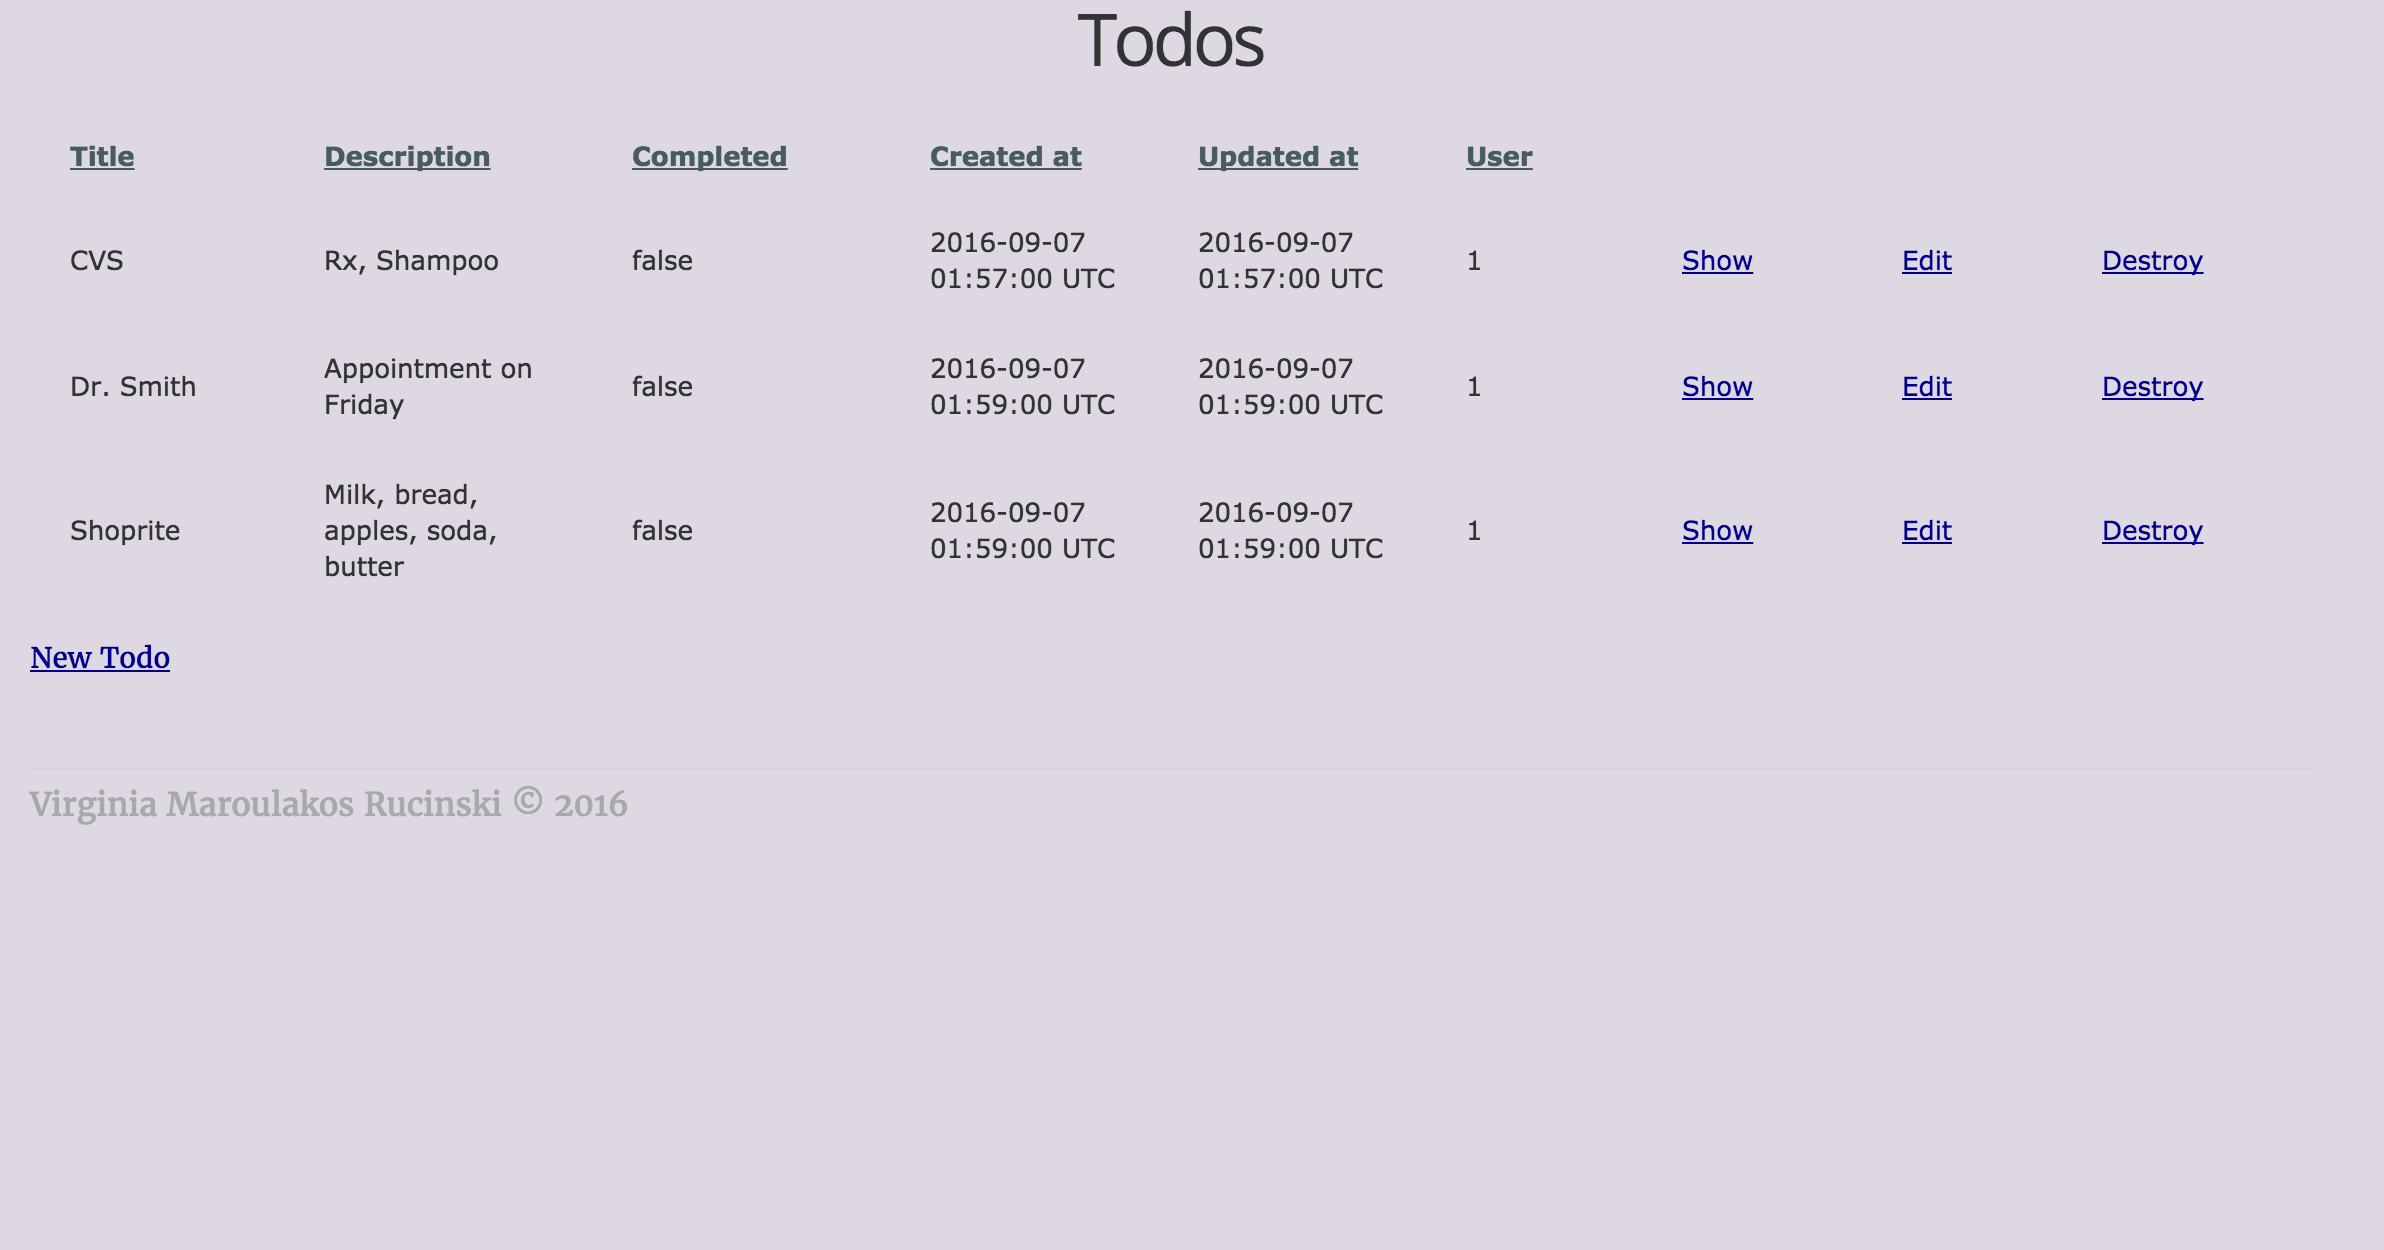 Todos
Title Description Completed Created at Updated at User
CVS Rx, Shampoo false 2016-09-07 01:57:00 UTC 2016-09-07 01:57:00 UTC 1 Show Edit Destroy
Dr. Smith Appointment on Friday false 2016-09-07 01:59:00 UTC 2016-09-07 01:59:00 UTC 1 Show Edit Destroy
Shoprite Milk, bread, apples, soda, butter false 2016-09-07 01:59:00 UTC 2016-09-07 01:59:00 UTC 1 Show Edit Destroy
New Todo
Virginia Maroulakos Rucinski © 2016